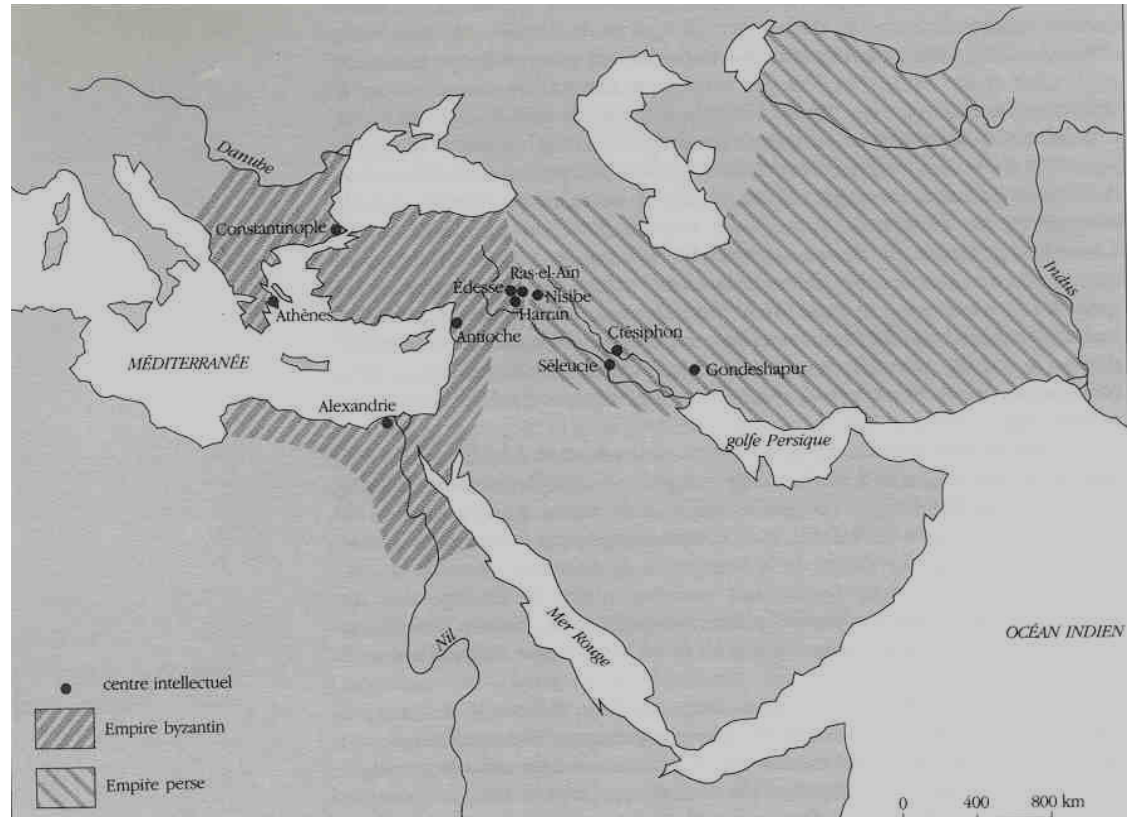 Danube
Constantinople
Athènes
MÉDITERRANÉE
Alexandrie
Antioche
Édesse
Ras-el-Aïn
Nisibe
Harran
Ctésiphon
Séleucie
Gondeshapur
Indus
golfe Persique
Mer Rouge
Nil
OCÉAN INDIEN
centre intellectuel
Empire byzantin
Empire perse
0 400 800 km